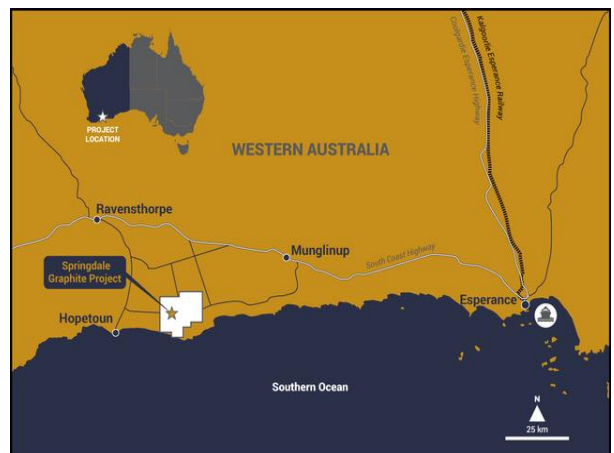 PROJECT
LOCATION
WESTERN AUSTRALIA
Coolgardie Esperance Highway
Kalgoorlie Esperance Railway
Ravensthorpe
Munglinup
South Coast Highway
Springdale
Graphite Project
Esperance
Hopetoun
Southern Ocean
N
25 km